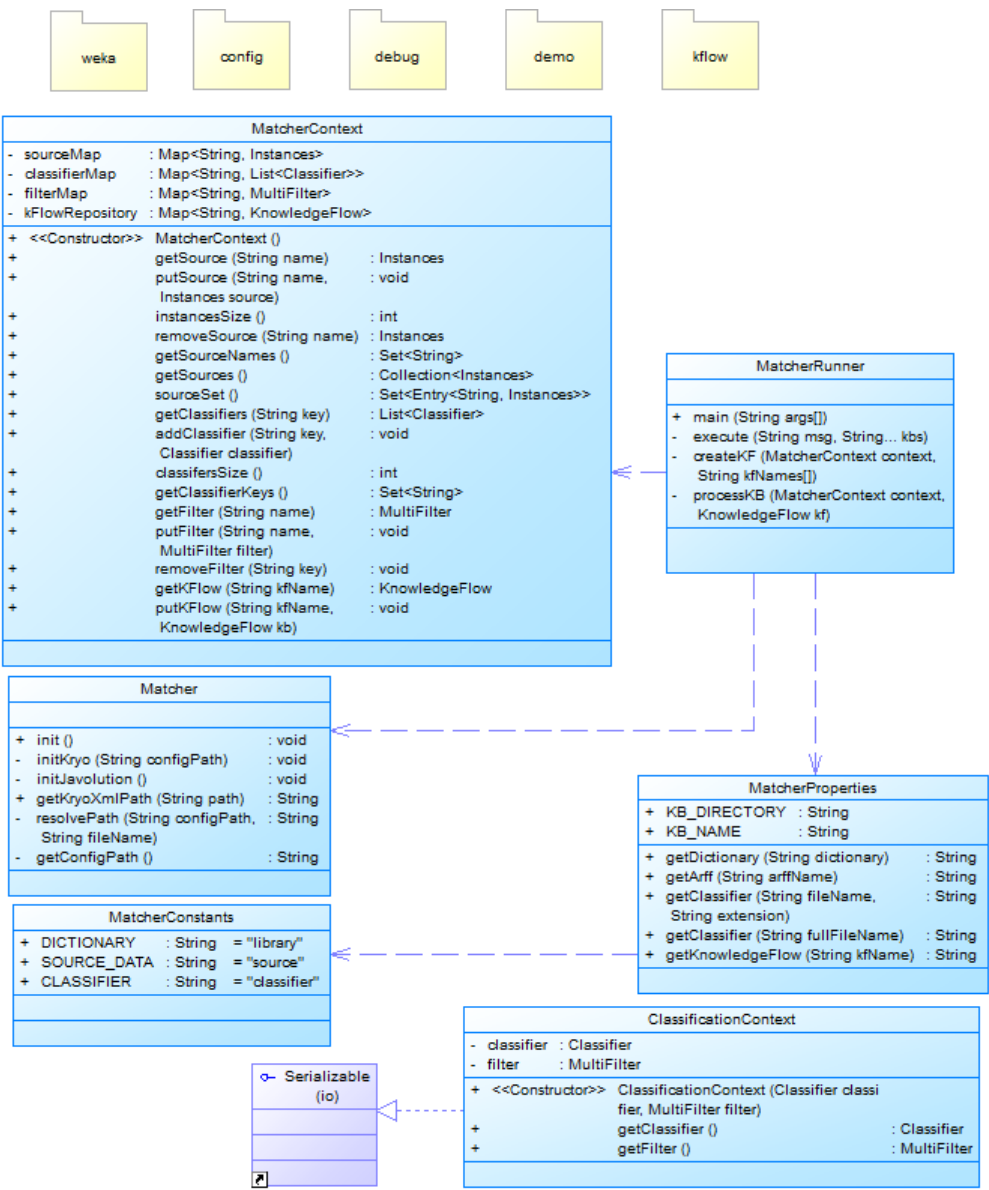 weka
config
debug
demo
kflow
MatcherContext
- sourceMap : Map<String, Instances>
- classifierMap : Map<String, List<Classifier>>
- filterMap : Map<String, MultiFilter>
- kFlowRepository : Map<String, KnowledgeFlow>
+ <<Constructor>> MatcherContext ()
+ getSource (String name) : Instances
+ putSource (String name, : void
Instances source)
+ instancesSize () : int
+ removeSource (String name) : Instances
+ getSourceNames () : Set<String>
+ getSources () : Collection<Instances>
+ sourceSet () : Set<Entry<String, Instances>>
+ getClassifiers (String key) : List<Classifier>
+ addClassifier (String key, : void
Classifier classifier)
+ classifersSize () : int
+ getClassifierKeys () : Set<String>
+ getFilter (String name) : MultiFilter
+ putFilter (String name, : void
MultiFilter filter)
+ removeFilter (String key) : void
+ getKFlow (String kfName) : KnowledgeFlow
+ putKFlow (String kfName, : void
KnowledgeFlow kb)
MatcherRunner
+ main (String args[])
- execute (String msg, String... kbs)
- createKF (MatcherContext context,
String kfNames[])
- processKB (MatcherContext context,
KnowledgeFlow kf)
Matcher
+ init () : void
- initKryo (String configPath) : void
- initJavolution () : void
+ getKryoXmlPath (String path) : String
- resolvePath (String configPath, : String
String fileName)
- getConfigPath () : String
MatcherProperties
+ KB_DIRECTORY : String
+ KB_NAME : String
+ getDictionary (String dictionary) : String
+ getArff (String arffName) : String
+ getClassifier (String fileName, : String
String extension)
+ getClassifier (String fullFileName) : String
+ getKnowledgeFlow (String kfName) : String
MatcherConstants
+ DICTIONARY : String = "library"
+ SOURCE_DATA : String = "source"
+ CLASSIFIER : String = "classifier"
ClassificationContext
- classifier : Classifier
- filter : MultiFilter
+ <<Constructor>> ClassificationContext (Classifier classi
fier, MultiFilter filter)
+ getClassifier () : Classifier
+ getFilter () : MultiFilter
Serializable
(io)